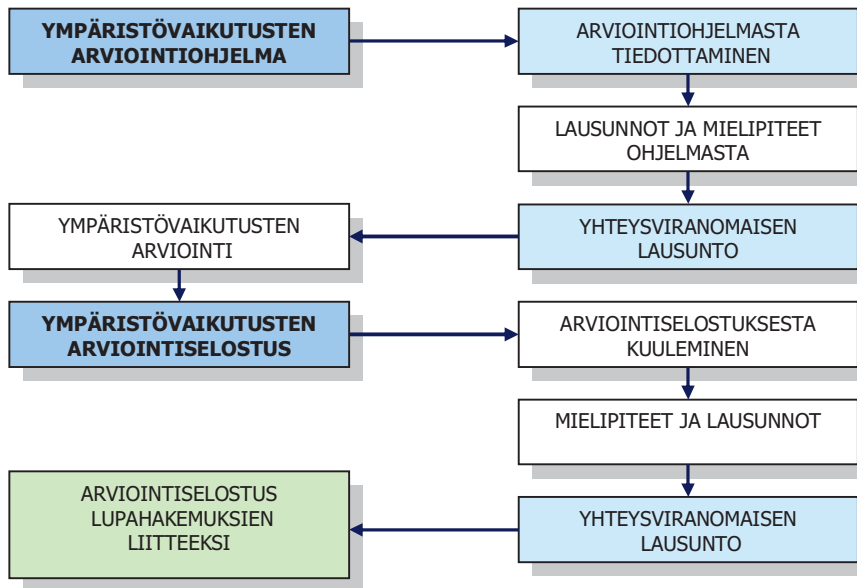 YMPÄRISTÖVAIKUTUSTEN
ARVIOINTIOHJELMA
ARVIOINTIOHJELMASTA
TIEDOTTAMINEN
LAUSUNNOT JA MIELIPITEET
OHJELMASTA
YHTEYSVIRANOMAISEN
LAUSUNTO
YMPÄRISTÖVAIKUTUSTEN
ARVIOINTI
YMPÄRISTÖVAIKUTUSTEN
ARVIOINTISELOSTUS
ARVIOINTISELOSTUKSESTA
KUULEMINEN
MIELIPITEET JA LAUSUNNOT
YHTEYSVIRANOMAISEN
LAUSUNTO
ARVIOINTISELOSTUS
LUPAHAKEMUKSIEN
LIITTEEKSI